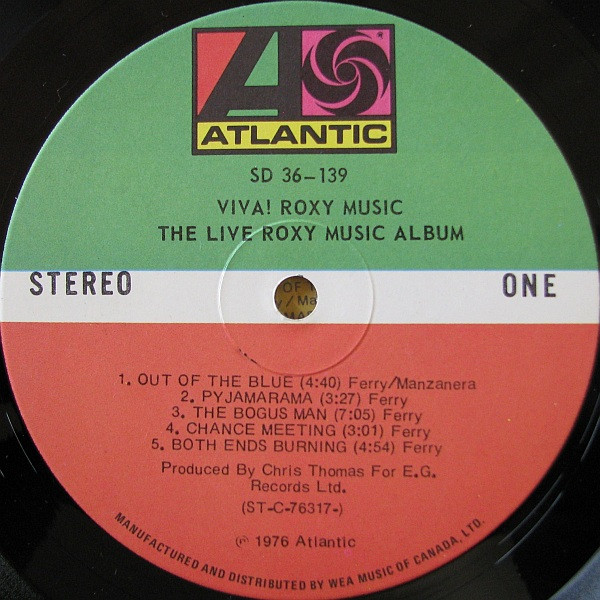 ATLANTIC
SD 36-139
VIVA! ROXY MUSIC
THE LIVE ROXY MUSIC ALBUM
STEREO
ONE
1. OUT OF THE BLUE (4:40) Ferry/Manzanera
2. PYJAMARAMA (3:27) Ferry
3. THE BOGUS MAN (7:05) Ferry
4. CHANCE MEETING (3:01) Ferry
5. BOTH ENDS BURNING (4:54) Ferry
Produced By Chris Thomas For E.G.
Records Ltd.
(ST-C-76317-)
℗ 1976 Atlantic
MANUFACTURED AND DISTRIBUTED BY WEA MUSIC OF CANADA, LTD.